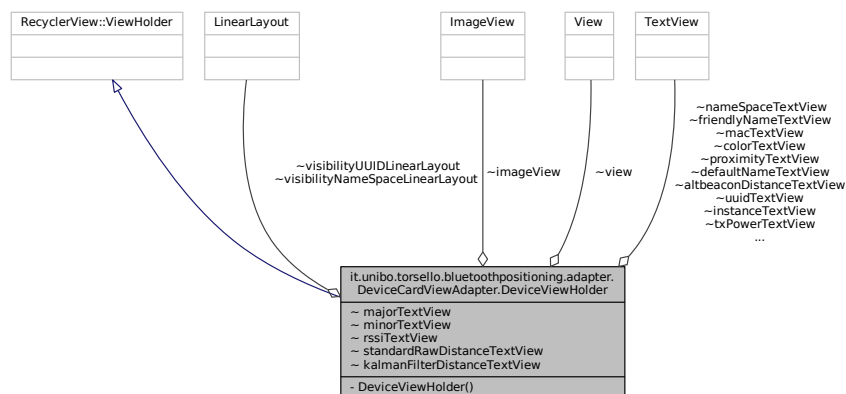 RecyclerView::ViewHolder
LinearLayout
ImageView
View
TextView
~visibilityUUIDLinearLayout
~visibilityNameSpaceLinearLayout
~imageView
~view
~nameSpaceTextView
~friendlyNameTextView
~macTextView
~colorTextView
~proximityTextView
~defaultNameTextView
~altbeaconDistanceTextView
~uuidTextView
~instanceTextView
~txPowerTextView
...
it.unibo.torsello.bluetoothpositioning.adapter.
DeviceCardViewAdapter.DeviceViewHolder
~ majorTextView
~ minorTextView
~ rssiTextView
~ standardRawDistanceTextView
~ kalmanFilterDistanceTextView
- DeviceViewHolder()